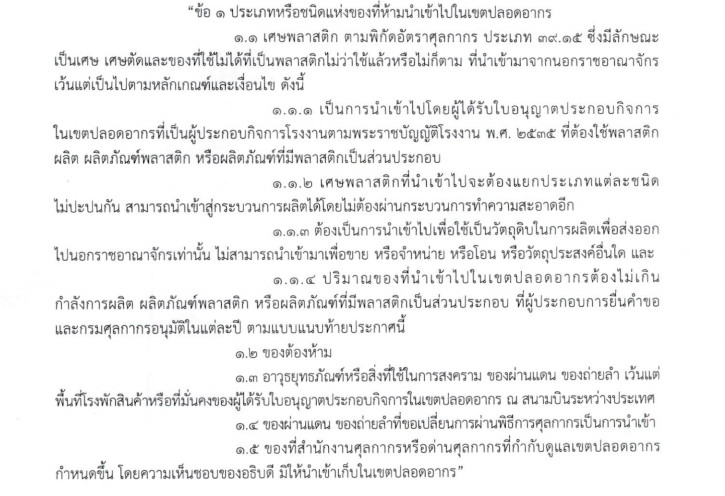 “ข้อ ๑ ประเภทหรือชนิดแห่งของที่ห้ามนำเข้าไปในเขตปลอดอากร
๑.๑ เศษพลาสติก ตามพิกัดอัตราศุลกากร ประเภท ๓๙.๑๕ ซึ่งมีลักษณะ
เป็นเศษ เศษตัดและของที่ใช้ไม่ได้ที่เป็นพลาสติกไม่ว่าใช้แล้วหรือไม่ก็ตาม ที่นำเข้ามาจากนอกราชอาณาจักร
เว้นแต่เป็นไปตามหลักเกณฑ์และเงื่อนไข ดังนี้
๑.๑.๑ เป็นการนำเข้าไปโดยผู้ได้รับใบอนุญาตประกอบกิจการ
ในเขตปลอดอากรที่เป็นผู้ประกอบกิจการโรงงานตามพระราชบัญญัติโรงงาน พ.ศ. ๒๕๓๕ ที่ต้องใช้พลาสติก
ผลิต ผลิตภัณฑ์พลาสติก หรือผลิตภัณฑ์ที่มีพลาสติกเป็นส่วนประกอบ
๑.๑.๒ เศษพลาสติกที่นำเข้าไปจะต้องแยกประเภทแต่ละชนิด
ไม่ปะปนกัน สามารถนำเข้าสู่กระบวนการผลิตได้โดยไม่ต้องผ่านกระบวนการทำความสะอาดอีก
๑.๑.๓ ต้องเป็นการนำเข้าไปเพื่อใช้เป็นวัตถุดิบในการผลิตเพื่อส่งออก
ไปนอกราชอาณาจักรเท่านั้น ไม่สามารถนำเข้ามาเพื่อขาย หรือจำหน่าย หรือโอน หรือวัตถุประสงค์อื่นใด และ
๑.๑.๔ ปริมาณของที่นำเข้าไปในเขตปลอดอากรต้องไม่เกิน
กำลังการผลิต ผลิตภัณฑ์พลาสติก หรือผลิตภัณฑ์ที่มีพลาสติกเป็นส่วนประกอบ ที่ผู้ประกอบการยื่นคำขอ
และกรมศุลกากรอนุมัติในแต่ละปี ตามแบบแนบท้ายประกาศนี้
๑.๒ ของต้องห้าม
๑.๓ อาวุธยุทธภัณฑ์หรือสิ่งที่ใช้ในการสงคราม ของผ่านแดน ของถ่ายลำ เว้นแต่
พื้นที่โรงพักสินค้าหรือที่มั่นคงของผู้ได้รับใบอนุญาตประกอบกิจการในเขตปลอดอากร ณ สนามบินระหว่างประเทศ
๑.๔ ของผ่านแดน ของถ่ายลำที่ขอเปลี่ยนการผ่านพิธีการศุลกากรเป็นการนำเข้า
๑.๕ ของที่สำนักงานศุลกากรหรือด่านศุลกากรที่กำกับดูแลเขตปลอดอากร
กำหนดขึ้น โดยความเห็นชอบของอธิบดี มิให้นำเข้าเก็บในเขตปลอดอากร”